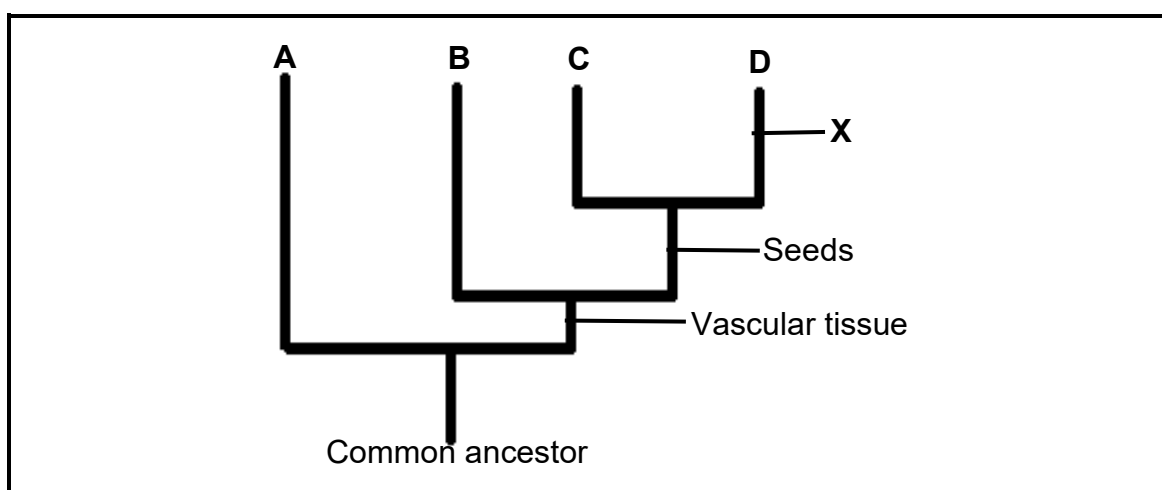 A B C D
X
Seeds
Vascular tissue
Common ancestor